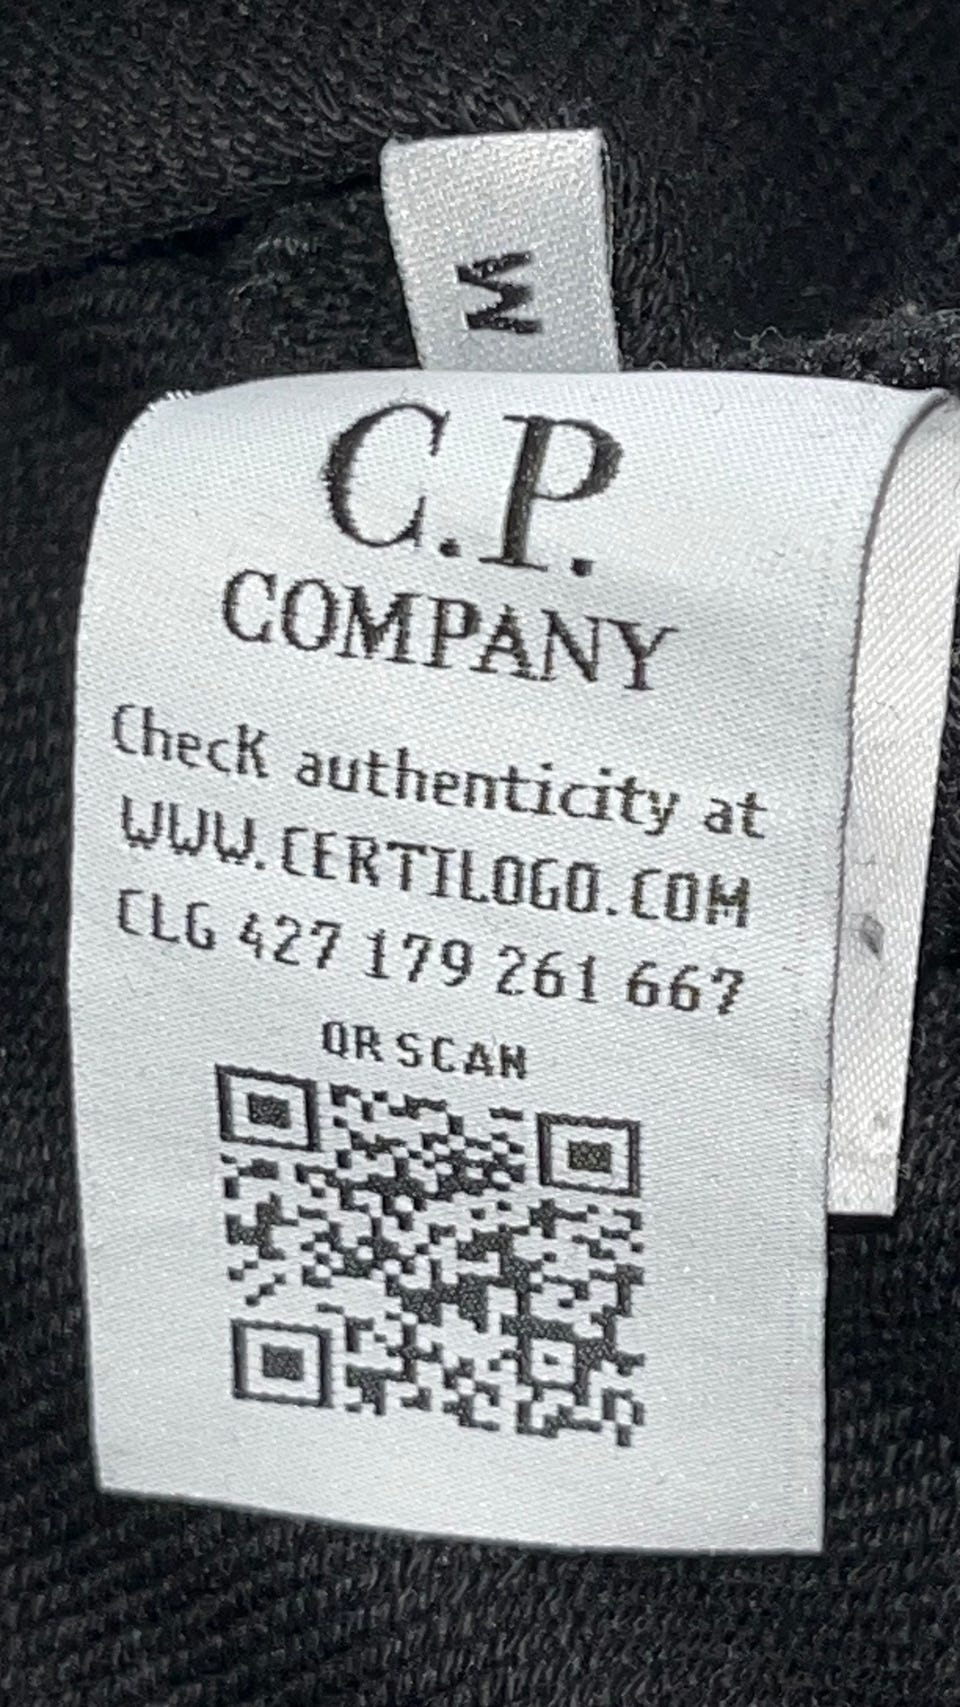 M
C.P.
COMPANY
Check authenticity at
WWW.CERTILOGO.COM
CLG 427 179 261 667
QR SCAN